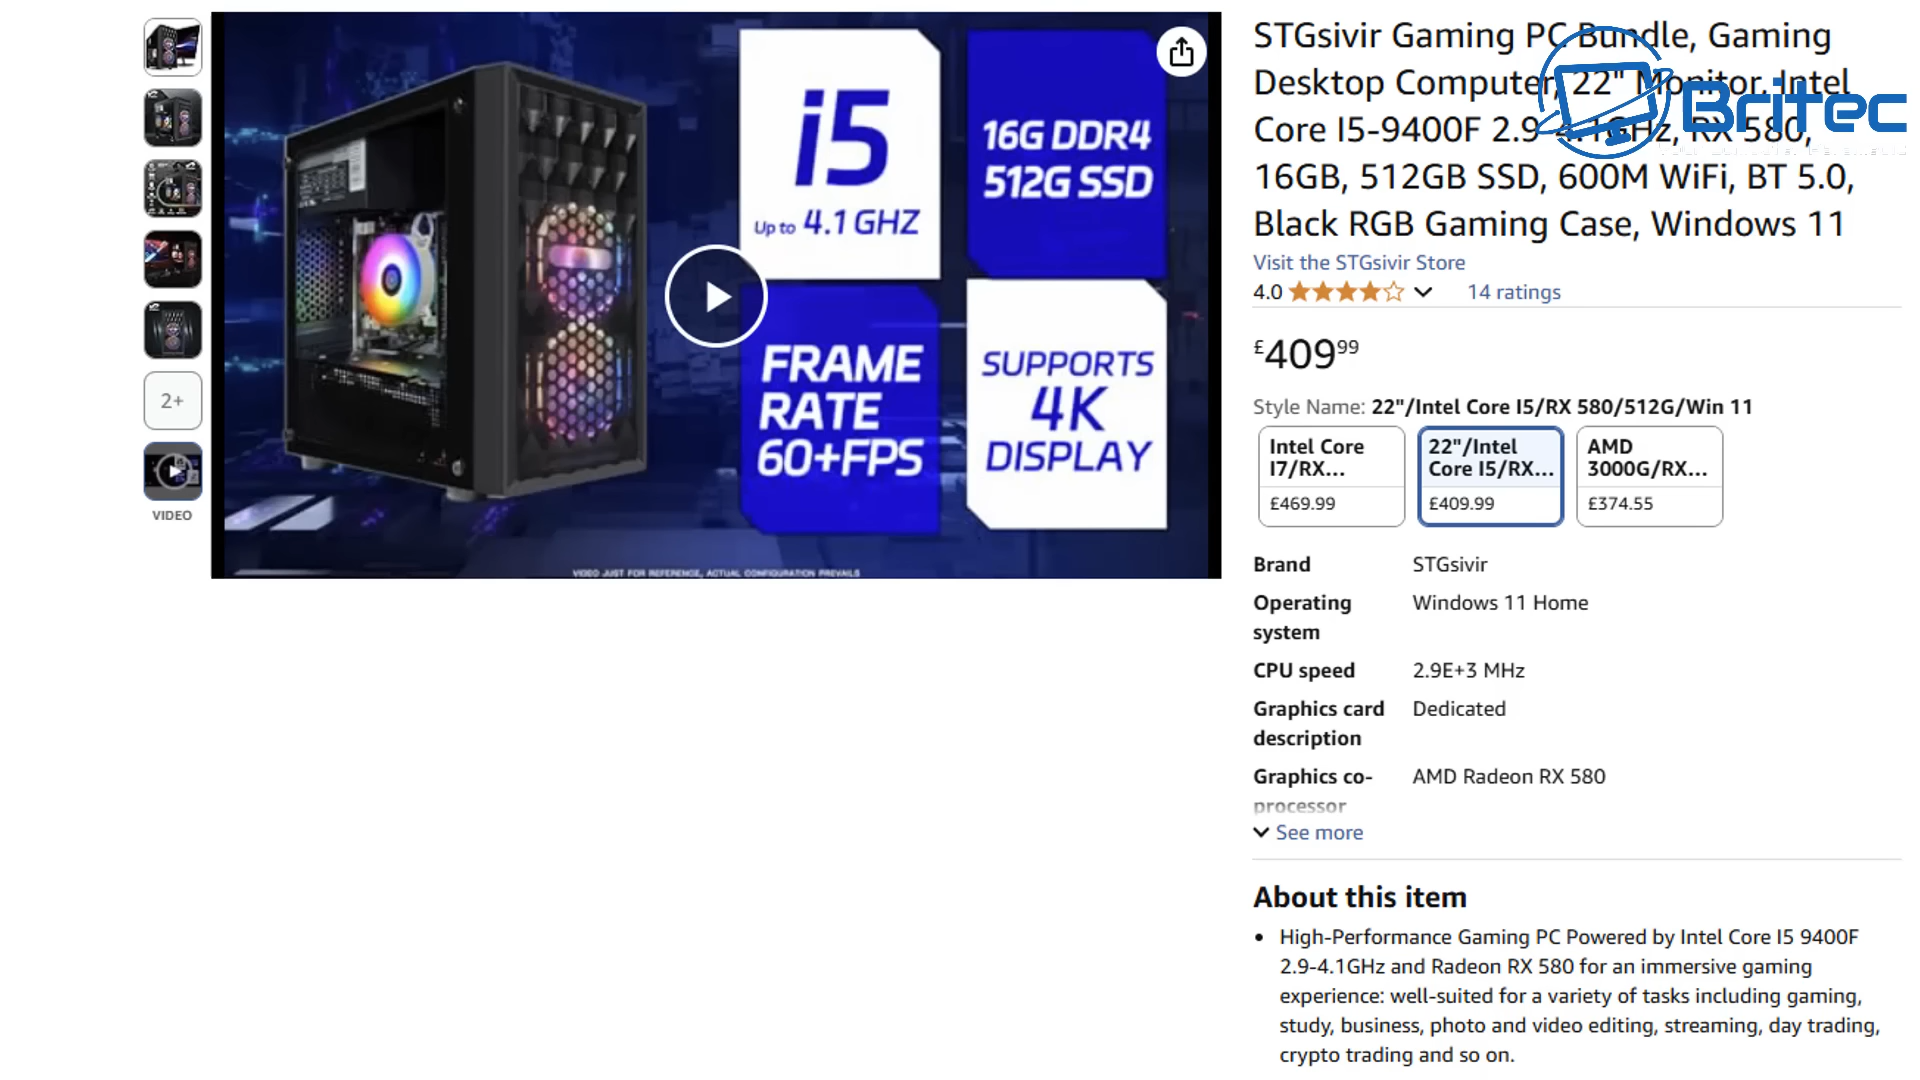 i5
Up to 4.1 GHZ
16G DDR4
512G SSD
FRAME
RATE
60+FPS
SUPPORTS
4K
DISPLAY
VIDEO JUST FOR REFERENCE, ACTUAL CONFIGURATION PREVAILS
2+
VIDEO
STGsivir Gaming PC Bundle, Gaming
Desktop Computer, 22" Monitor, Intel
Core I5-9400F 2.9-4.1GHz, RX 580,
16GB, 512GB SSD, 600M WiFi, BT 5.0,
Black RGB Gaming Case, Windows 11
Britec
Visit the STGsivir Store
4.0
14 ratings
£40999
Style Name: 22"/Intel Core I5/RX 580/512G/Win 11
Intel Core
I7/RX...
£469.99
22"/Intel
Core I5/RX...
£409.99
AMD
3000G/RX...
£374.55
Brand STGsivir
Operating Windows 11 Home
system
CPU speed 2.9E+3 MHz
Graphics card Dedicated
description
Graphics co- AMD Radeon RX 580
processor
See more
About this item
• High-Performance Gaming PC Powered by Intel Core I5 9400F
2.9-4.1GHz and Radeon RX 580 for an immersive gaming
experience: well-suited for a variety of tasks including gaming,
study, business, photo and video editing, streaming, day trading,
crypto trading and so on.